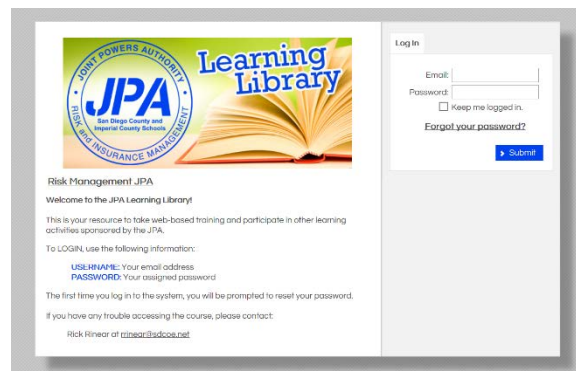 JOINT POWERS AUTHORITY
JPA
San Diego County and
Imperial County Schools
RISK and INSURANCE MANAGEMENT
Learning
Library
Risk Management JPA
Welcome to the JPA Learning Library!
This is your resource to take web-based training and participate in other learning
activities sponsored by the JPA.
To LOGIN, use the following information:
USERNAME: Your email address
PASSWORD: Your assigned password
The first time you log in to the system, you will be prompted to reset your password.
If you have any trouble accessing the course, please contact:
Rick Rinear at rrinear@sdcoe.net
Log In
Email:
Password:
Keep me logged in.
Forgot your password?
Submit